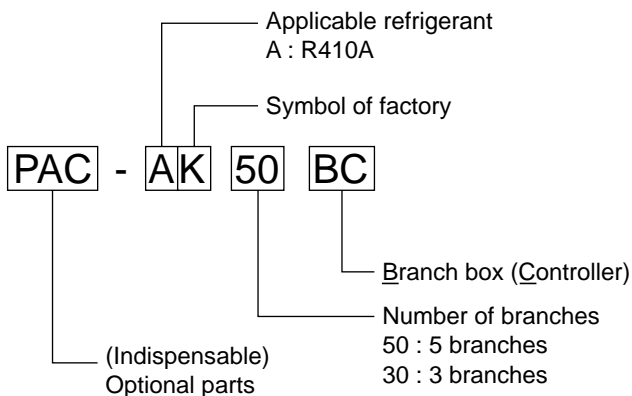 Applicable refrigerant
A : R410A
Symbol of factory
PAC - AK 50 BC
Branch box (Controller)
Number of branches
50 : 5 branches
30 : 3 branches
(Indispensable)
Optional parts